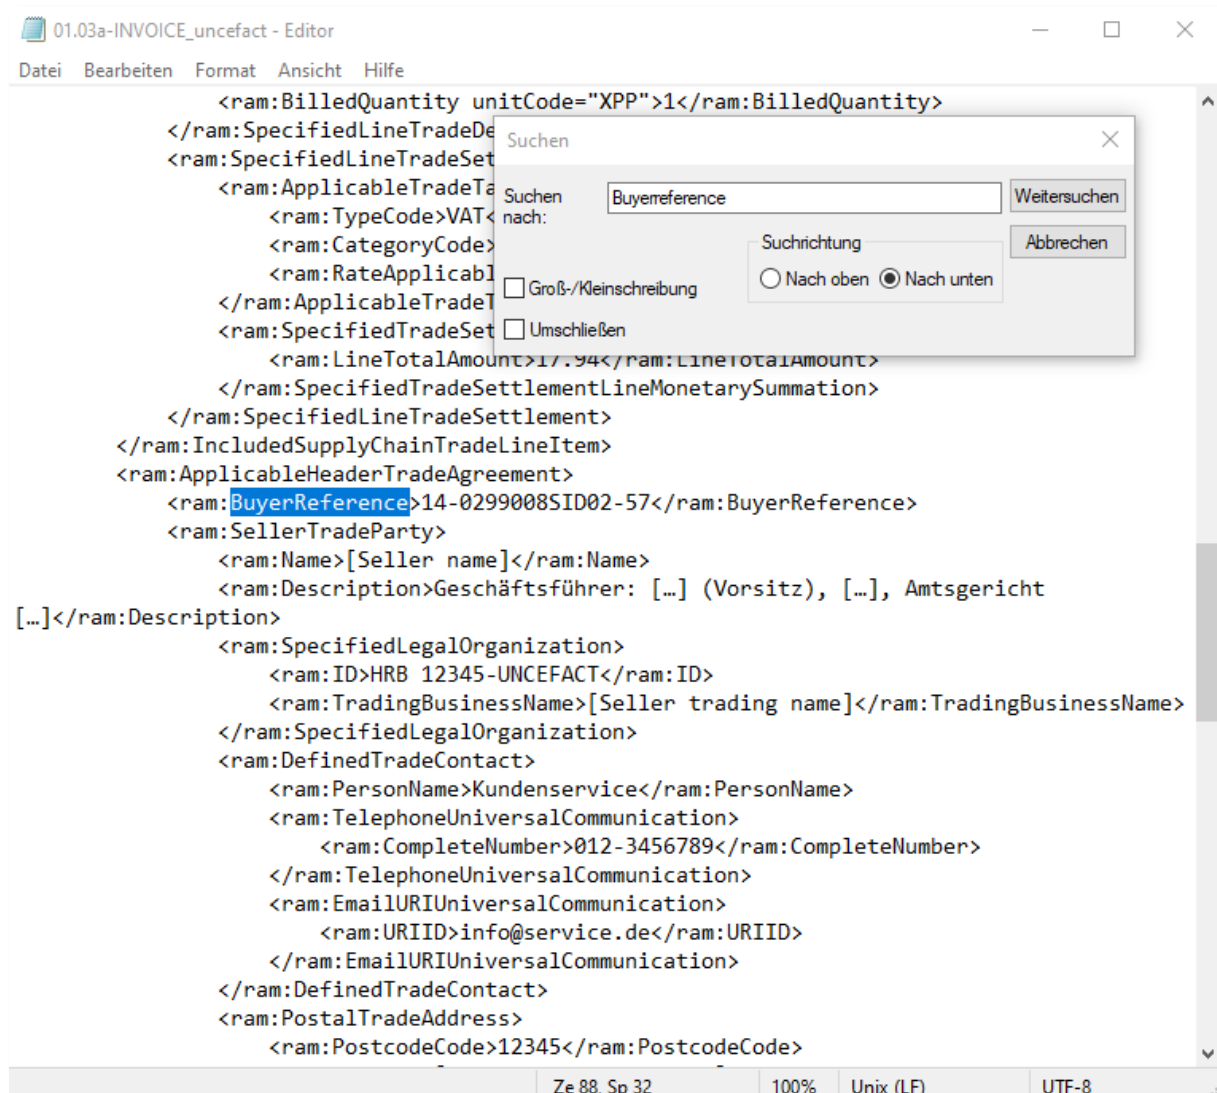 01.03a-INVOICE_uncefact - Editor
Datei Bearbeiten Format Ansicht Hilfe
<ram:BilledQuantity unitCode="XPP">1</ram:BilledQuantity>
</ram:SpecifiedLineTradeDe
<ram:SpecifiedLineTradeSet
<ram:ApplicableTradeTa
<ram:TypeCode>VAT<
<ram:CategoryCode>
<ram:RateApplicabl
</ram:ApplicableTradeT
<ram:SpecifiedTradeSet
Suchen
Suchen nach:
Buyerreference
Weitersuchen
Abbrechen
Suchrichtung
Nach oben Nach unten
Groß-/Kleinschreibung
Umschließen
<ram:LineTotalAmount>17.94</ram:LineTotalAmount>
</ram:SpecifiedTradeSettlementLineMonetarySummation>
</ram:SpecifiedLineTradeSettlement>
</ram:IncludedSupplyChainTradeLineItem>
<ram:ApplicableHeaderTradeAgreement>
<ram:BuyerReference>14-0299008SID02-57</ram:BuyerReference>
<ram:SellerTradeParty>
<ram:Name>[Seller name]</ram:Name>
<ram:Description>Geschäftsführer: […] (Vorsitz), […], Amtsgericht
[…]</ram:Description>
<ram:SpecifiedLegalOrganization>
<ram:ID>HRB 12345-UNCEFACT</ram:ID>
<ram:TradingBusinessName>[Seller trading name]</ram:TradingBusinessName>
</ram:SpecifiedLegalOrganization>
<ram:DefinedTradeContact>
<ram:PersonName>Kundenservice</ram:PersonName>
<ram:TelephoneUniversalCommunication>
<ram:CompleteNumber>012-3456789</ram:CompleteNumber>
</ram:TelephoneUniversalCommunication>
<ram:EmailURIUniversalCommunication>
<ram:URIID>info@service.de</ram:URIID>
</ram:EmailURIUniversalCommunication>
</ram:DefinedTradeContact>
<ram:PostalTradeAddress>
<ram:PostcodeCode>12345</ram:PostcodeCode>
Ze 88, Sp 32 100% Unix (LF) UTF-8